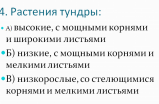 4. Растения тундры:
А) высокие, с мощными корнями
и широкими листьями
Б) низкие, с мощными корнями и
мелкими листьями
В) низкорослые, со стелющимися
корнями и мелкими листьями